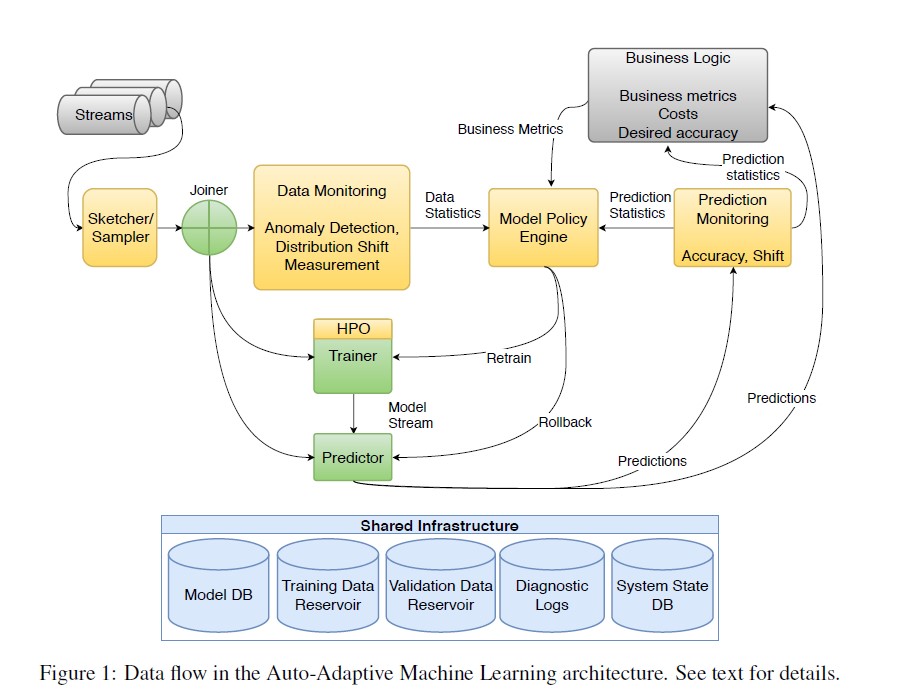 Business Logic
Business metrics
Costs
Desired accuracy
Streams
Business Metrics
Prediction
statistics
Joiner
Sketcher/
Sampler
Data Monitoring
Anomaly Detection,
Distribution Shift
Measurement
Data
Statistics
Model Policy
Engine
Prediction
Statistics
Prediction
Monitoring
Accuracy, Shift
HPO
Trainer
Retrain
Model
Stream
Rollback
Predictions
Predictor
Predictions
Shared Infrastructure
Model DB
Training Data
Reservoir
Validation Data
Reservoir
Diagnostic
Logs
System State
DB
Figure 1: Data flow in the Auto-Adaptive Machine Learning architecture. See text for details.